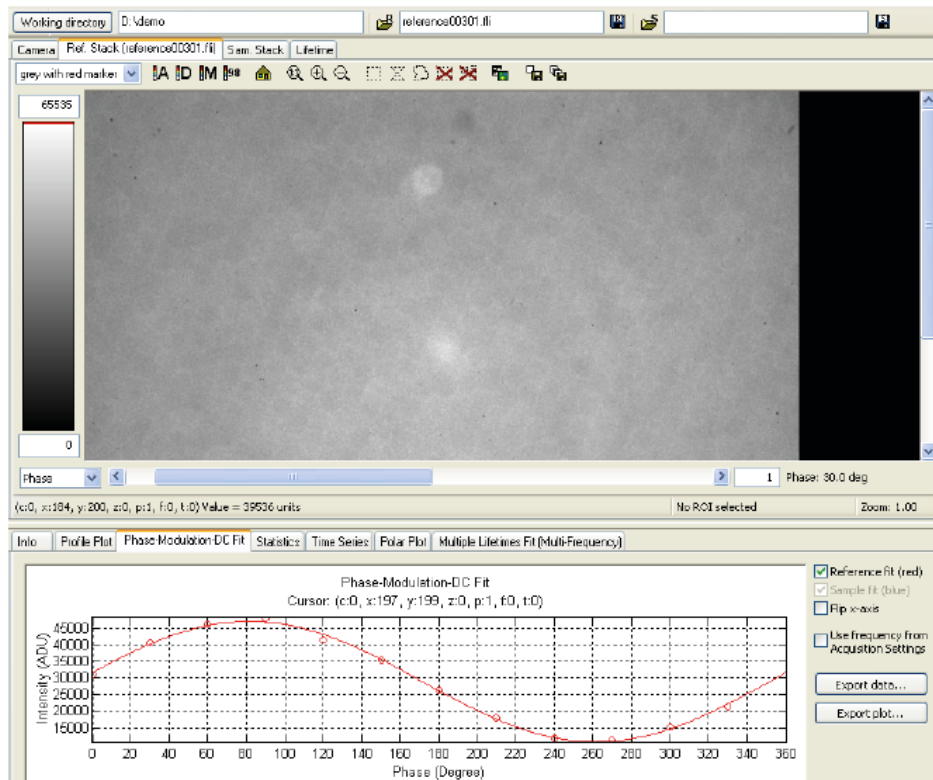 Working directory D:\demo reference00301.fli
Camera Ref. Stack (reference00301.fli) Sam. Stack Lifetime
grey with red marker A D M 98
65535
0
Phase 1 Phase: 30.0 deg
(c:0, x:184, y:200, z:0, p:1, f:0, t:0) Value = 39536 units No ROI selected Zoom: 1.00
Info Profile Plot Phase-Modulation-DC Fit Statistics Time Series Polar Plot Multiple Lifetimes Fit (Multi-Frequency)
Phase-Modulation-DC Fit
Cursor: (c:0, x:197, y:199, z:0, p:1, f:0, t:0)
Reference fit (red)
Sample fit (blue)
Flip x-axis
Use frequency from
Acquistion Settings
Export data...
Export plot...
Intensity (ADU)
45000
40000
35000
30000
25000
20000
15000
0 20 40 60 80 100 120 140 160 180 200 220 240 260 280 300 320 340 360
Phase (Degree)